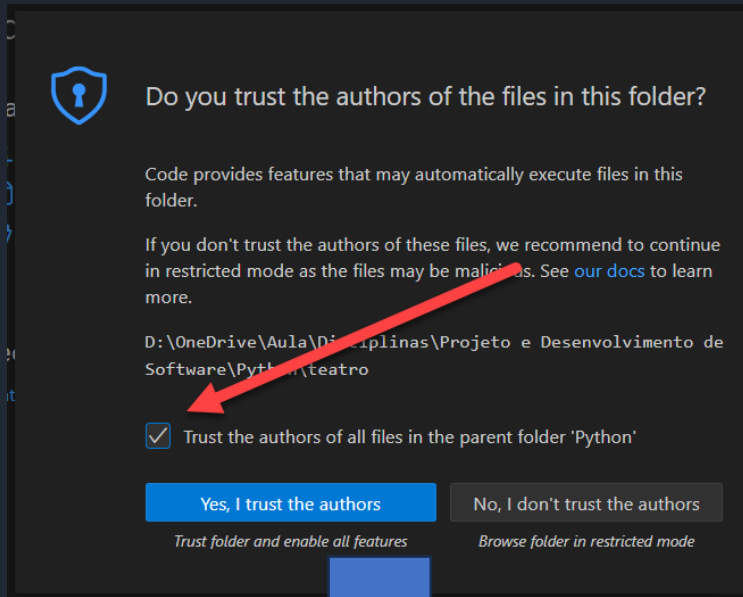 Do you trust the authors of the files in this folder?
Code provides features that may automatically execute files in this
folder.
If you don't trust the authors of these files, we recommend to continue
in restricted mode as the files may be malicious. See our docs to learn
more.
D:\OneDrive\Aula\Disciplinas\Projeto e Desenvolvimento de
Software\Python\teatro
Trust the authors of all files in the parent folder 'Python'
Yes, I trust the authors
No, I don't trust the authors
Trust folder and enable all features
Browse folder in restricted mode